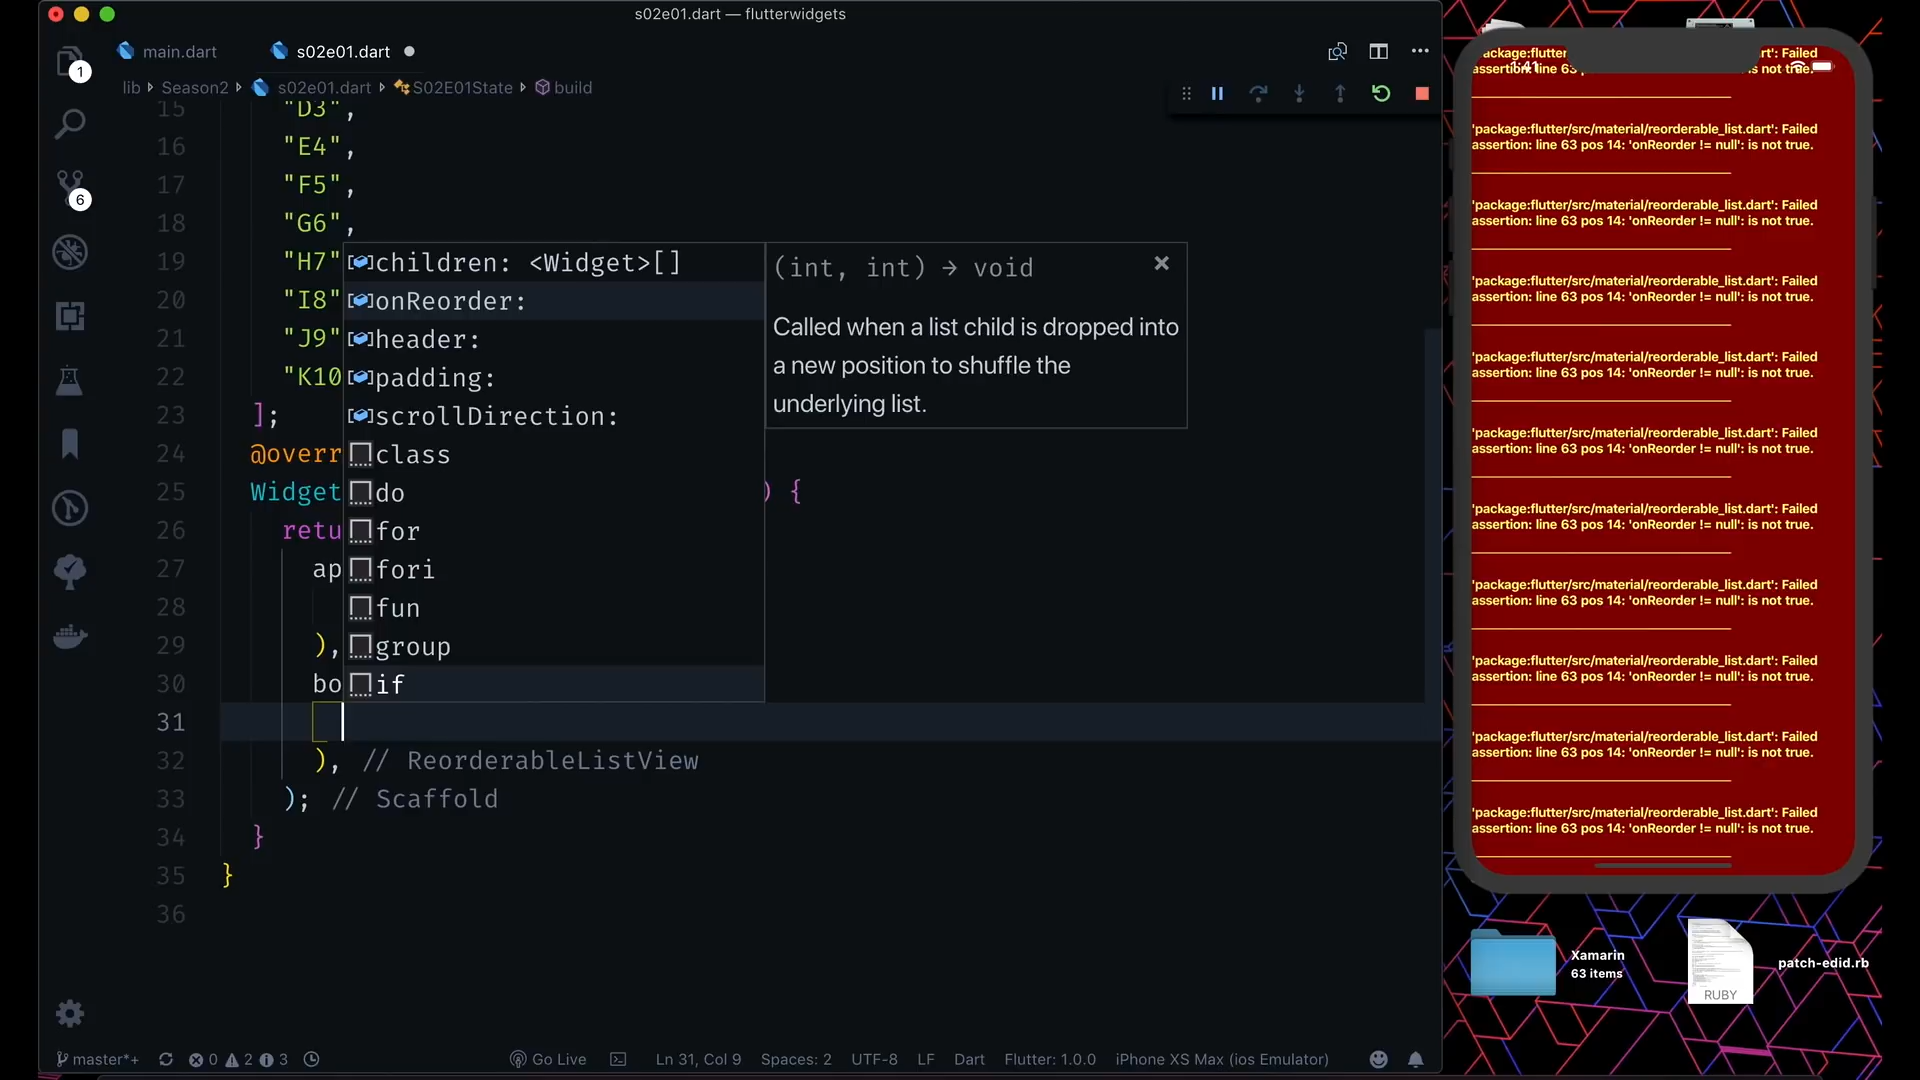 s02e01.dart — flutterwidgets
main.dart
s02e01.dart
lib
Season2
s02e01.dart
S02E01State
build
1
6
15 "D3",
16 "E4",
17 "F5",
18 "G6",
19 "H7"
20 "I8"
21 "J9"
22 "K10
23 ];
24 @overr
25 Widget ) {
26 retu
27 ap
28
29 ),
30 bo
31
32 ), // ReorderableListView
33 ); // Scaffold
34 }
35 }
36
children: <Widget>[]
onReorder:
header:
padding:
scrollDirection:
class
do
for
fori
fun
group
if
(int, int) → void
Called when a list child is dropped into
a new position to shuffle the
underlying list.
master*+
0
2
3
Go Live
Ln 31, Col 9
Spaces: 2
UTF-8
LF
Dart
Flutter: 1.0.0
iPhone XS Max (ios Emulator)
1:41
'package:flutter/src/material/reorderable_list.dart': Failed
assertion: line 63 pos 14: 'onReorder != null': is not true.
'package:flutter/src/material/reorderable_list.dart': Failed
assertion: line 63 pos 14: 'onReorder != null': is not true.
'package:flutter/src/material/reorderable_list.dart': Failed
assertion: line 63 pos 14: 'onReorder != null': is not true.
'package:flutter/src/material/reorderable_list.dart': Failed
assertion: line 63 pos 14: 'onReorder != null': is not true.
'package:flutter/src/material/reorderable_list.dart': Failed
assertion: line 63 pos 14: 'onReorder != null': is not true.
'package:flutter/src/material/reorderable_list.dart': Failed
assertion: line 63 pos 14: 'onReorder != null': is not true.
'package:flutter/src/material/reorderable_list.dart': Failed
assertion: line 63 pos 14: 'onReorder != null': is not true.
'package:flutter/src/material/reorderable_list.dart': Failed
assertion: line 63 pos 14: 'onReorder != null': is not true.
'package:flutter/src/material/reorderable_list.dart': Failed
assertion: line 63 pos 14: 'onReorder != null': is not true.
'package:flutter/src/material/reorderable_list.dart': Failed
assertion: line 63 pos 14: 'onReorder != null': is not true.
Xamarin
63 items
RUBY
patch-edid.rb